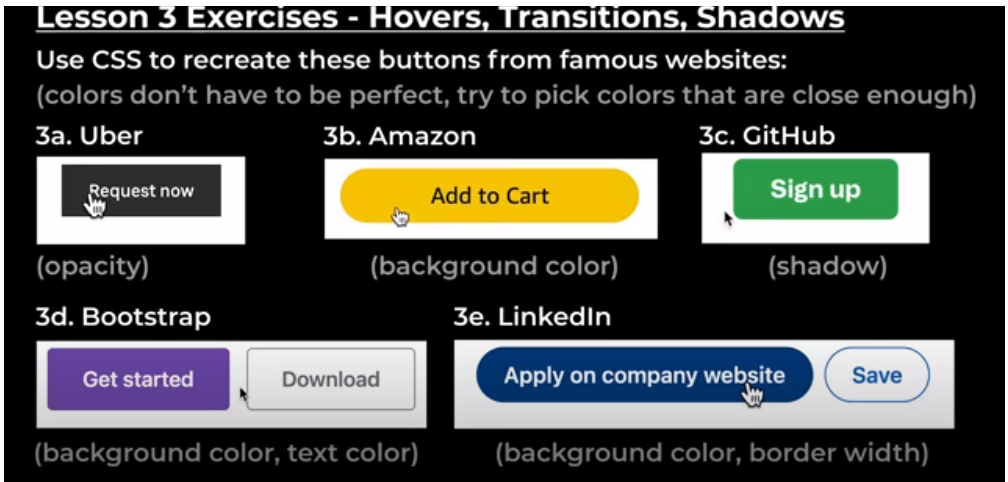 Lesson 3 Exercises - Hovers, Transitions, Shadows
Use CSS to recreate these buttons from famous websites:
(colors don't have to be perfect, try to pick colors that are close enough)
3a. Uber
3b. Amazon
3c. GitHub
Request now
Add to Cart
Sign up
(opacity)
(background color)
(shadow)
3d. Bootstrap
3e. LinkedIn
Get started
Download
Apply on company website
Save
(background color, text color)
(background color, border width)